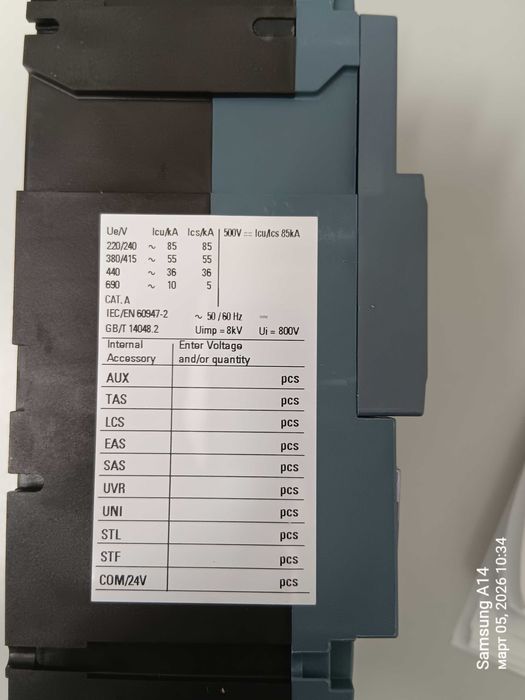 Ue/V Icu/kA Ics/kA 500V ⎓ Icu/Ics 85kA
220/240 ~ 85 85
380/415 ~ 55 55
440 ~ 36 36
690 ~ 10 5
CAT. A
IEC/EN 60947-2 ~ 50/60 Hz ⎓
GB/T 14048.2 Uimp = 8kV Ui = 800V
Internal Accessory Enter Voltage and/or quantity
AUX pcs
TAS pcs
LCS pcs
EAS pcs
SAS pcs
UVR pcs
UNI pcs
STL pcs
STF pcs
COM/24V pcs
Samsung A14
март 05, 2026 10:34